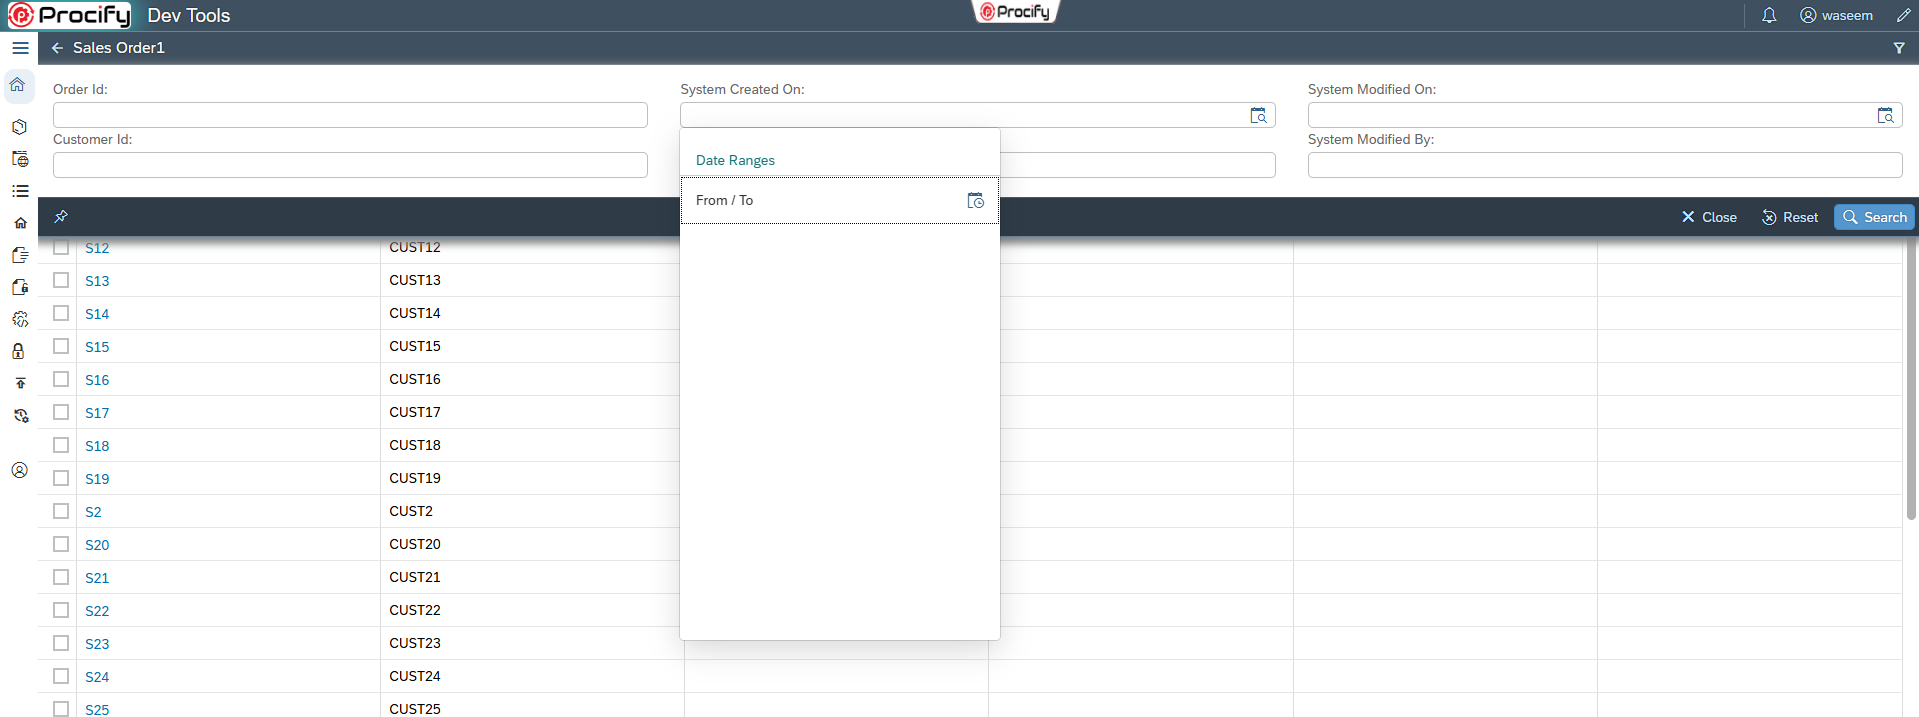 Procify Dev Tools
Procify
waseem
Sales Order1
Order Id:
System Created On:
System Modified On:
Customer Id:
System Modified By:
Date Ranges
From / To
Close
Reset
Search
S12 CUST12
S13 CUST13
S14 CUST14
S15 CUST15
S16 CUST16
S17 CUST17
S18 CUST18
S19 CUST19
S2 CUST2
S20 CUST20
S21 CUST21
S22 CUST22
S23 CUST23
S24 CUST24
S25 CUST25